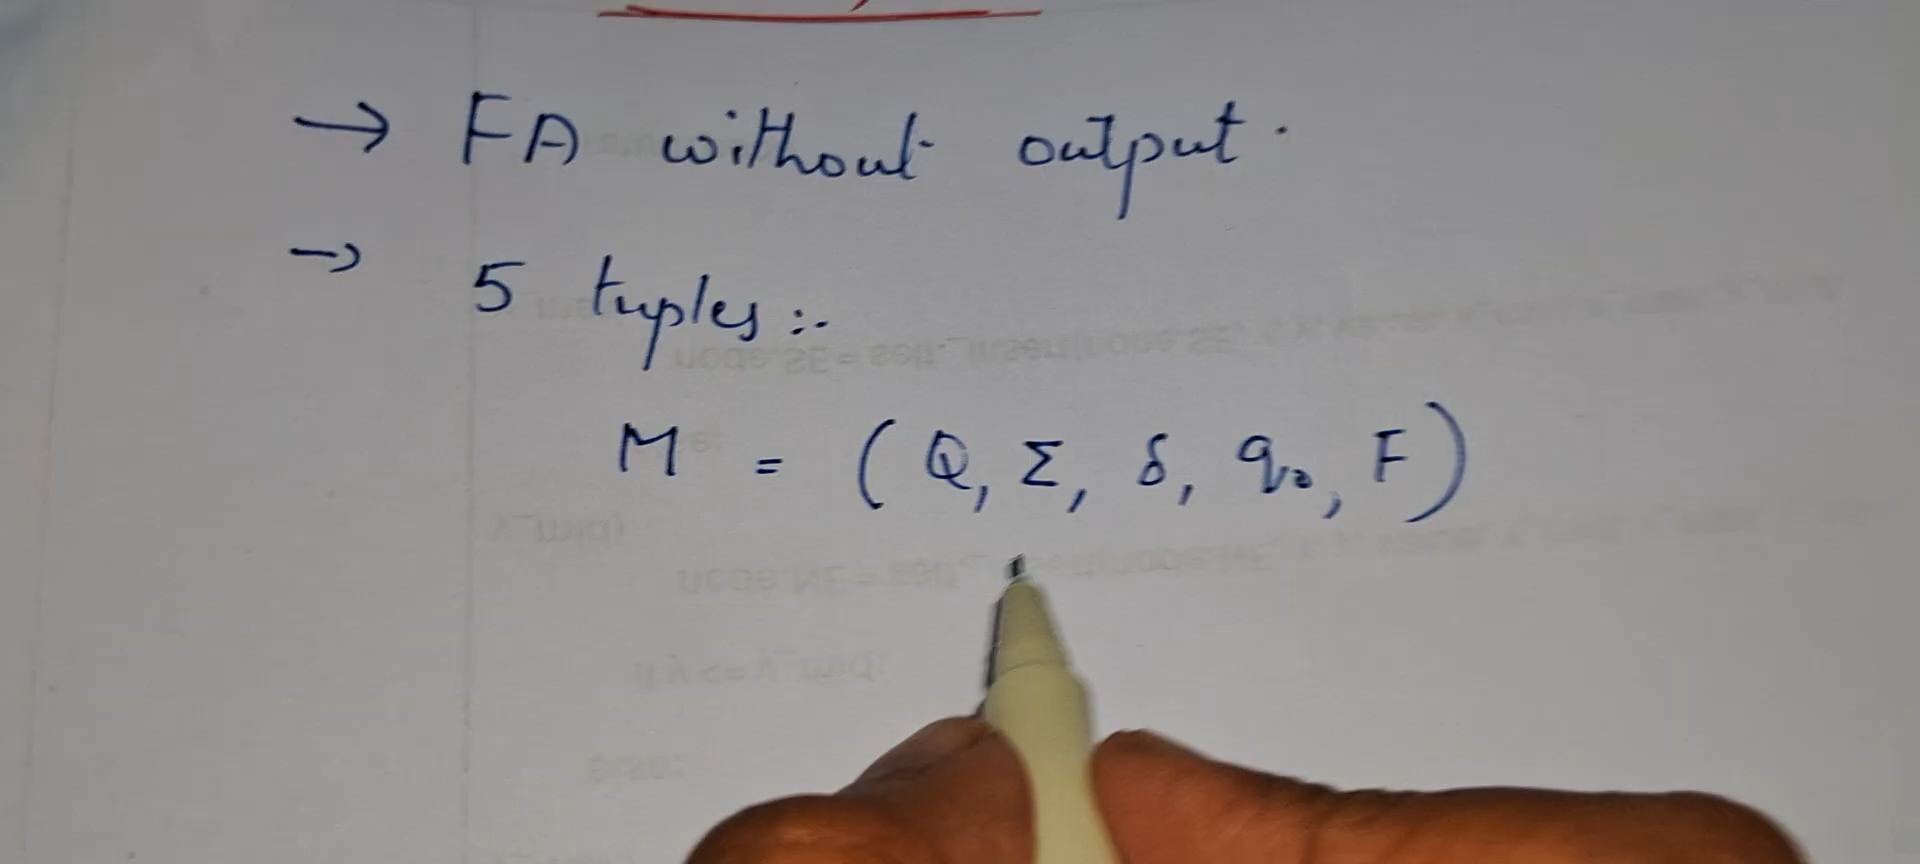 → FA without output.
→ 5 tuples :-
M = (Q, Σ, δ, q₀, F)